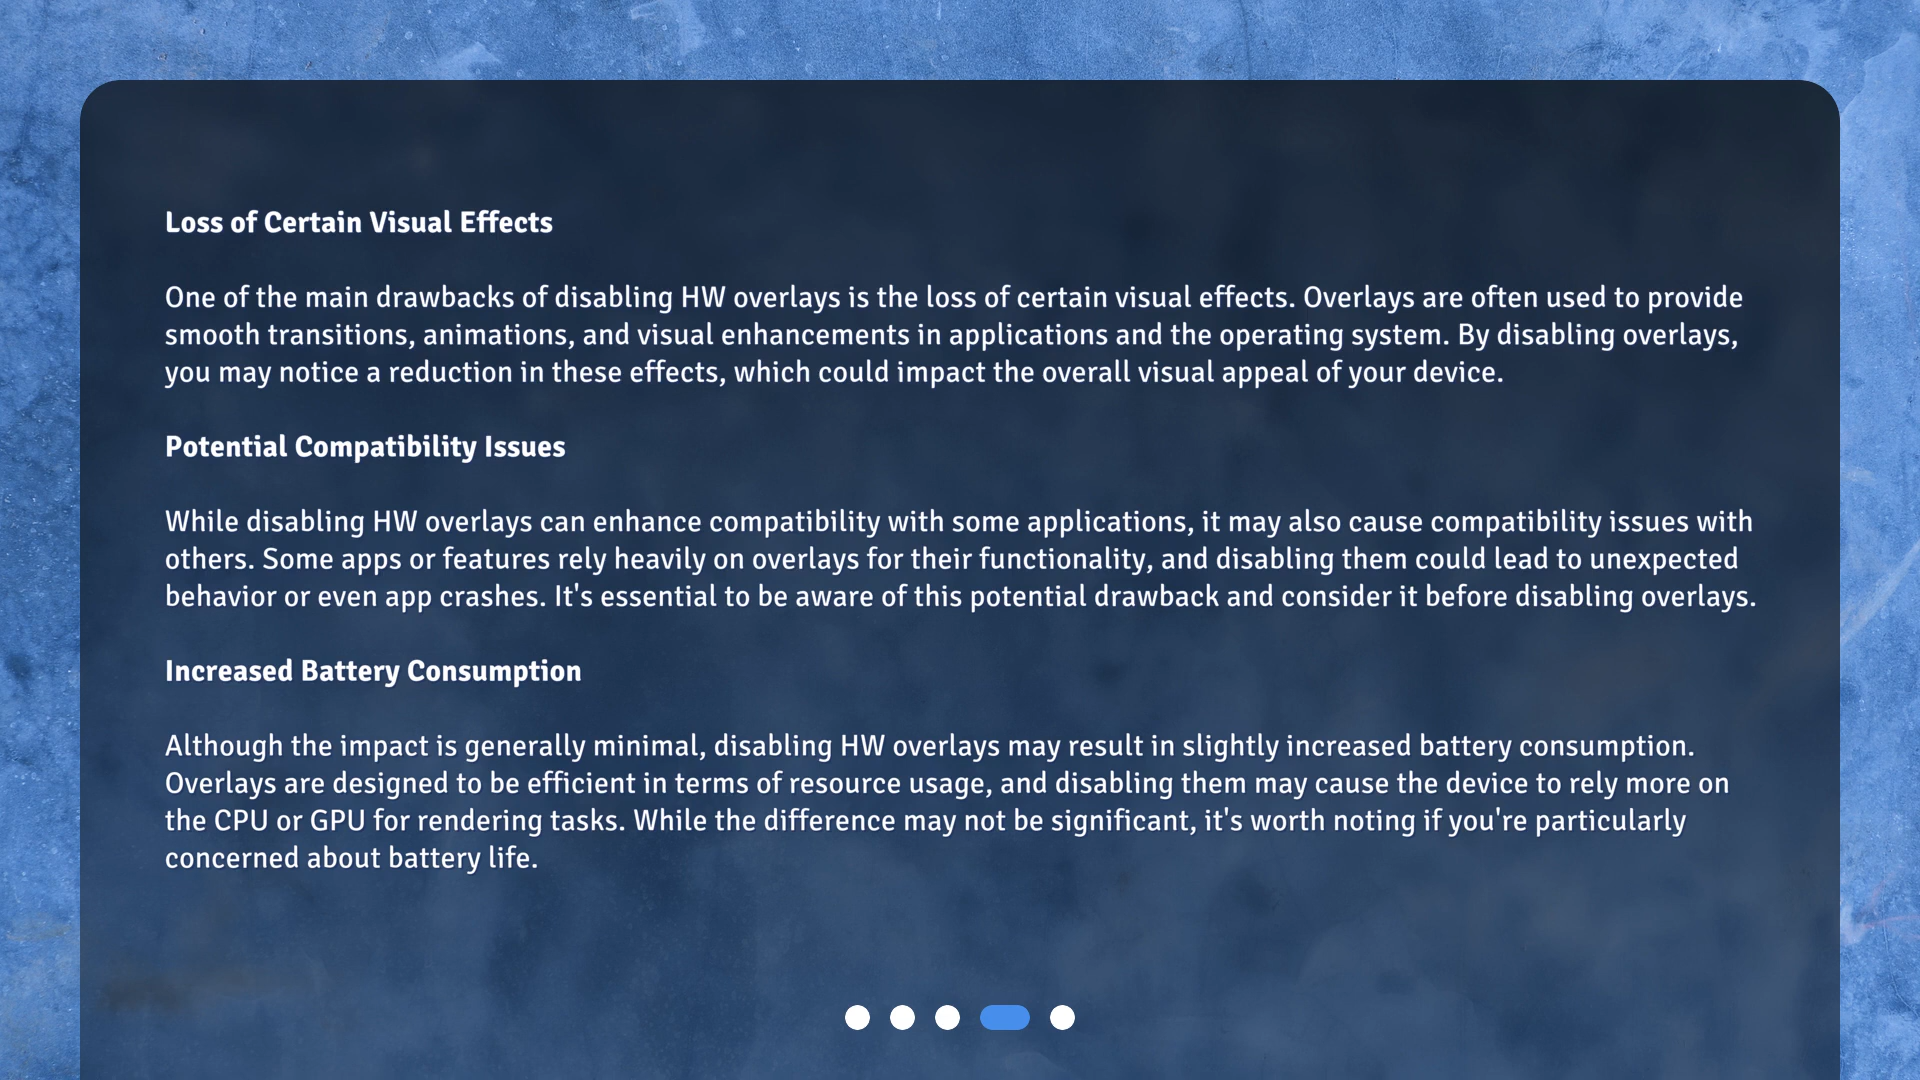 Loss of Certain Visual Effects
One of the main drawbacks of disabling HW overlays is the loss of certain visual effects. Overlays are often used to provide
smooth transitions, animations, and visual enhancements in applications and the operating system. By disabling overlays,
you may notice a reduction in these effects, which could impact the overall visual appeal of your device.
Potential Compatibility Issues
While disabling HW overlays can enhance compatibility with some applications, it may also cause compatibility issues with
others. Some apps or features rely heavily on overlays for their functionality, and disabling them could lead to unexpected
behavior or even app crashes. It's essential to be aware of this potential drawback and consider it before disabling overlays.
Increased Battery Consumption
Although the impact is generally minimal, disabling HW overlays may result in slightly increased battery consumption.
Overlays are designed to be efficient in terms of resource usage, and disabling them may cause the device to rely more on
the CPU or GPU for rendering tasks. While the difference may not be significant, it's worth noting if you're particularly
concerned about battery life.